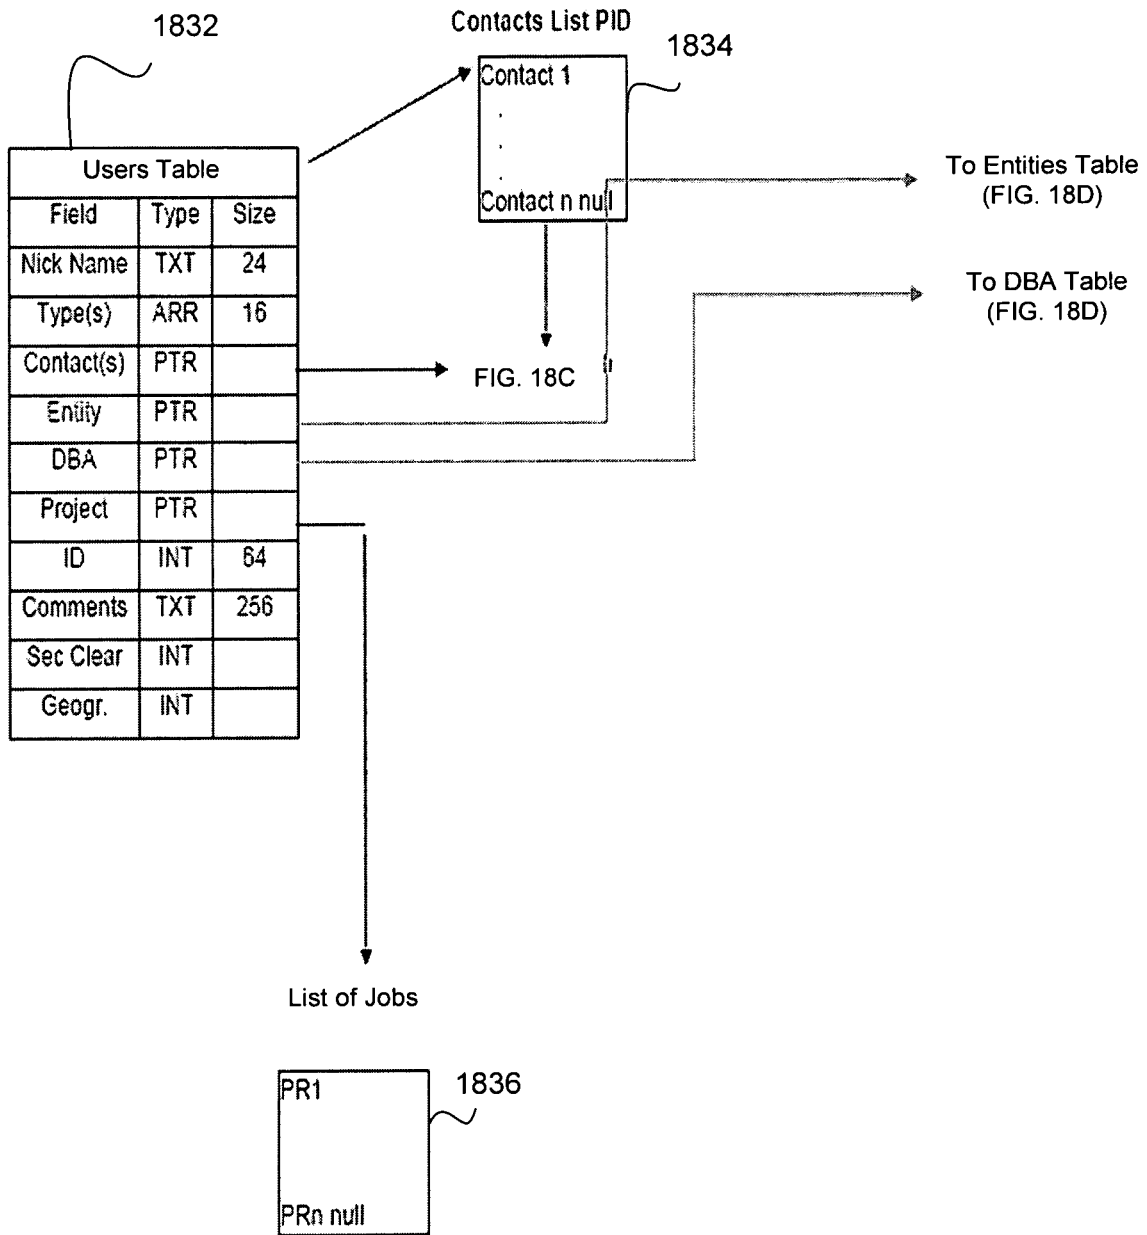 1832
Contacts List PID
1834
Contact 1
.
.
.
Contact n null
Users Table
Field Type Size
Nick Name TXT 24
Type(s) ARR 16
Contact(s) PTR
Entity PTR
DBA PTR
Project PTR
ID INT 64
Comments TXT 256
Sec Clear INT
Geogr. INT
To Entities Table
(FIG. 18D)
To DBA Table
(FIG. 18D)
FIG. 18C
List of Jobs
PR1
1836
PRn null